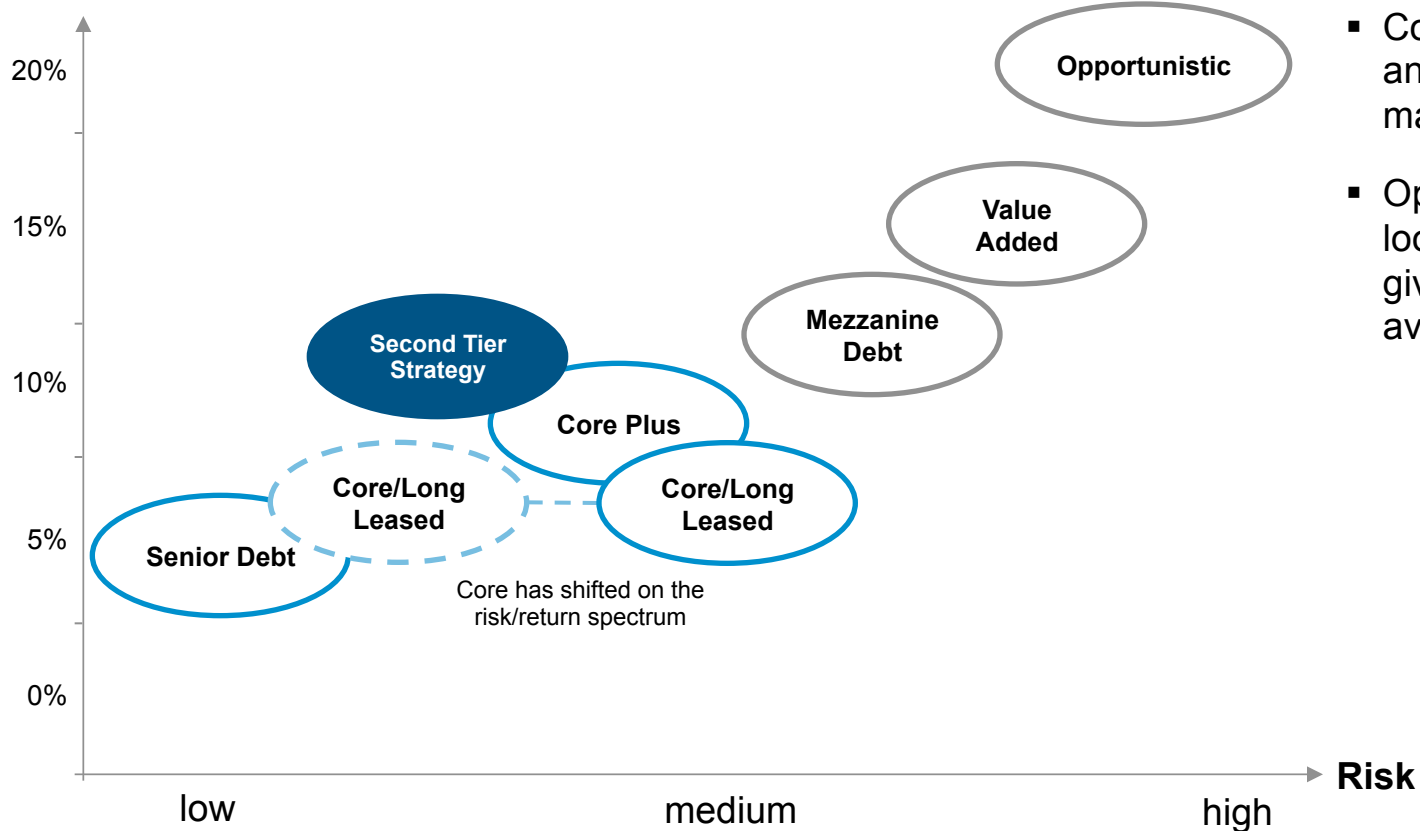 20%
15%
10%
5%
0%
Opportunistic
Value
Added
Mezzanine
Debt
Second Tier
Strategy
Core Plus
Core/Long
Leased
Core/Long
Leased
Senior Debt
Core has shifted on the
risk/return spectrum
Risk
low
medium
high
▪ Co
an
ma
▪ Op
loc
giv
av